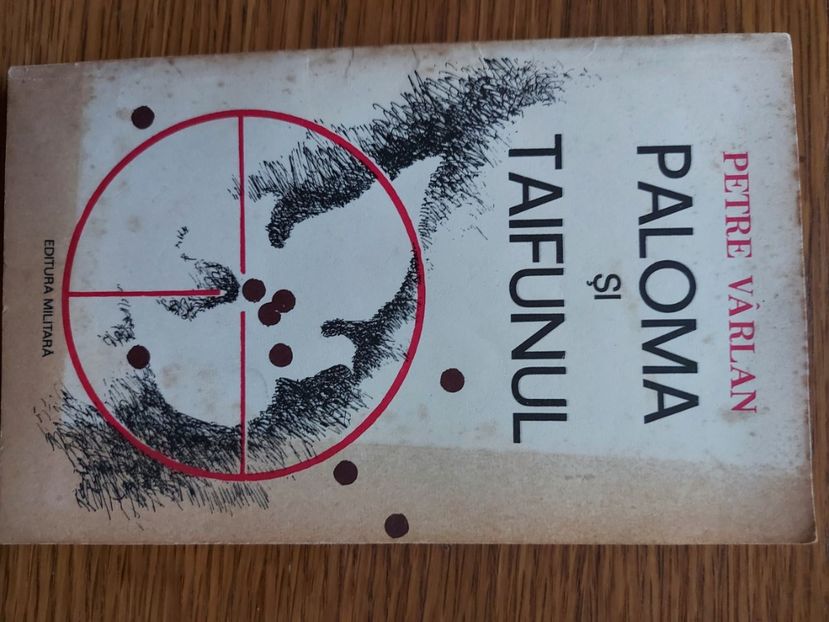 PETRE VÂRLAN
PALOMA
ȘI
TAIFUNUL
EDITURA MILITARĂ